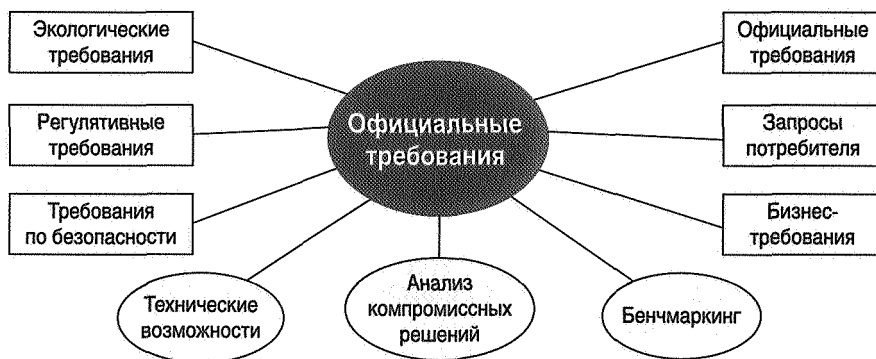 Экологические
требования
Официальные
требования
Официальные
требования
Регулятивные
требования
Запросы
потребителя
Требования
по безопасности
Бизнес-
требования
Технические
возможности
Анализ
компромиссных
решений
Бенчмаркинг